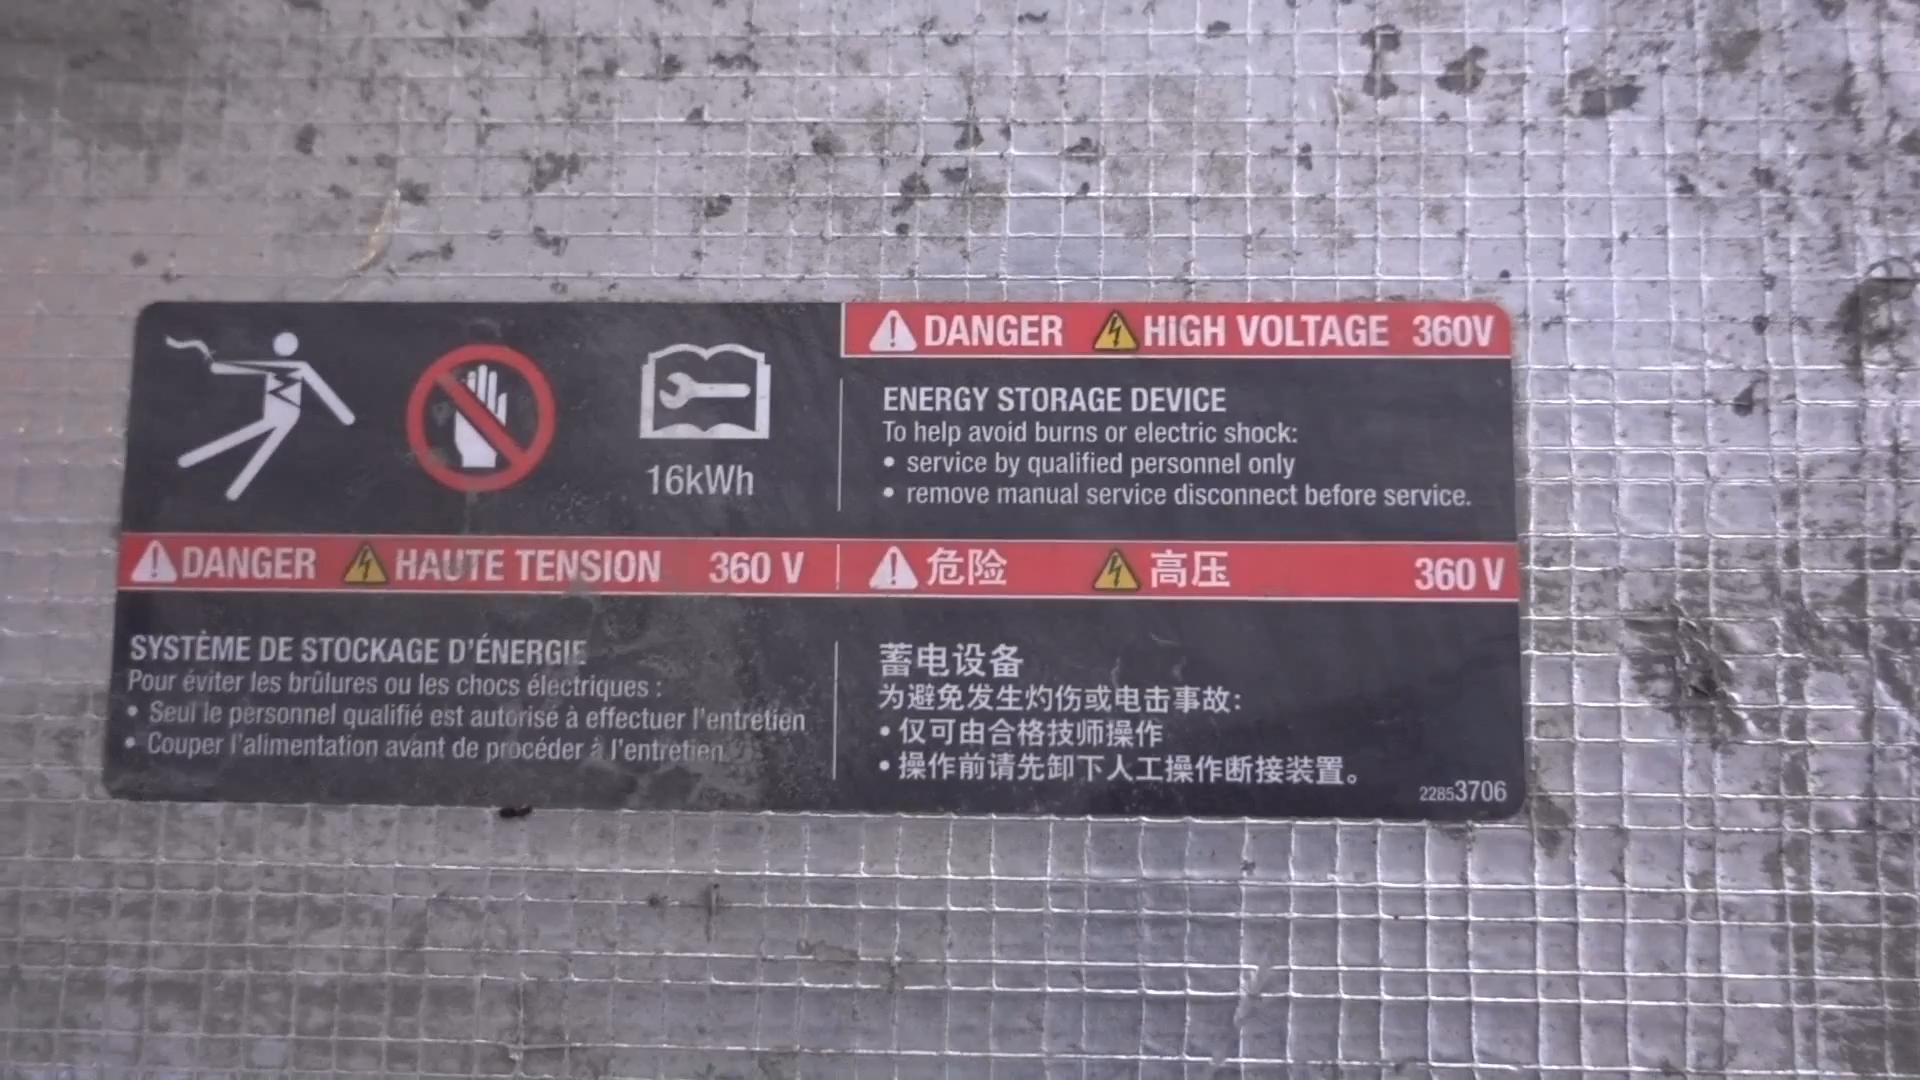 DANGER HIGH VOLTAGE 360V
16kWh
ENERGY STORAGE DEVICE
To help avoid burns or electric shock:
• service by qualified personnel only
• remove manual service disconnect before service.
DANGER HAUTE TENSION 360 V
SYSTÈME DE STOCKAGE D'ÉNERGIE
Pour éviter les brûlures ou les chocs électriques :
• Seul le personnel qualifié est autorisé à effectuer l'entretien
• Couper l'alimentation avant de procéder à l'entretien
危险 高压 360 V
蓄电设备
为避免发生灼伤或电击事故:
• 仅可由合格技师操作
• 操作前请先卸下人工操作断接装置。
22853706